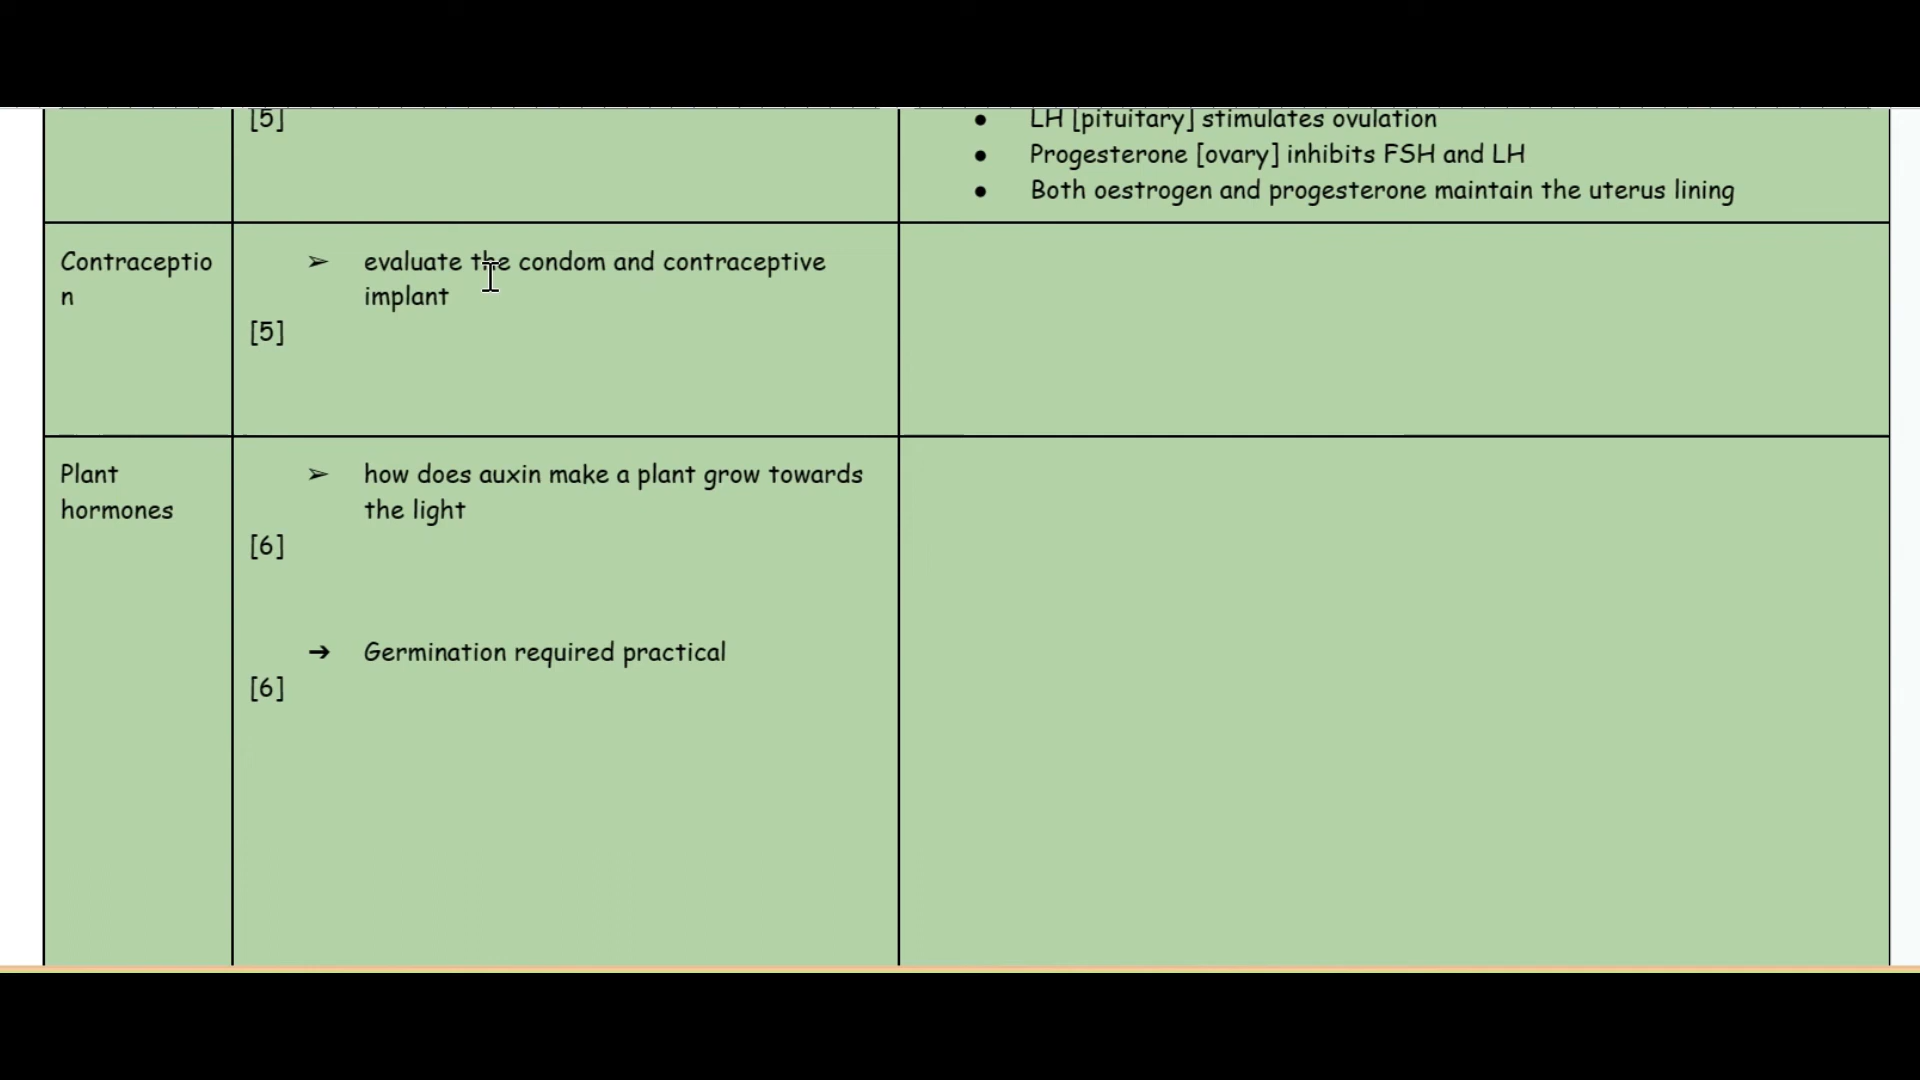 [5]
● LH [pituitary] stimulates ovulation
● Progesterone [ovary] inhibits FSH and LH
● Both oestrogen and progesterone maintain the uterus lining
Contraceptio
n
➢ evaluate the condom and contraceptive
implant
[5]
Plant
hormones
➢ how does auxin make a plant grow towards
the light
[6]
➔ Germination required practical
[6]